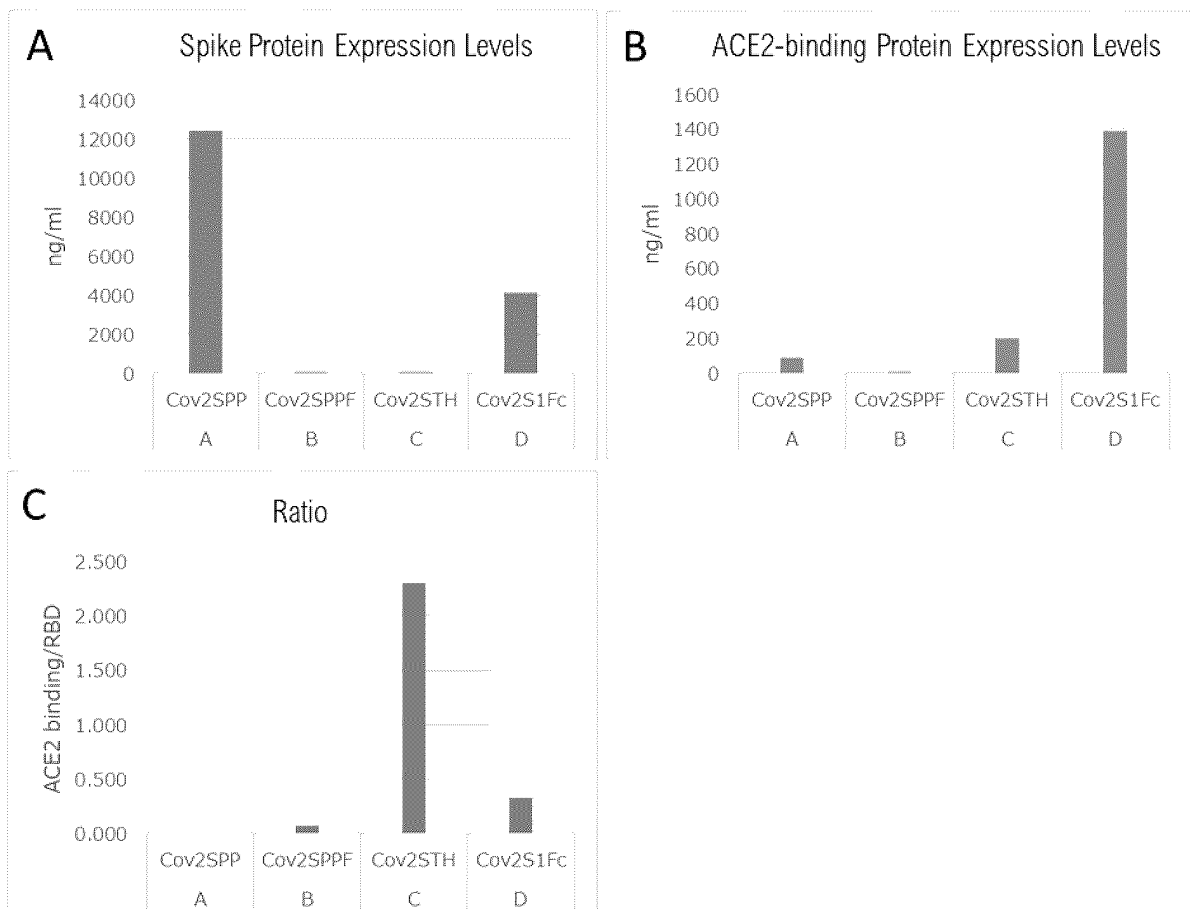 A
Spike Protein Expression Levels
ng/ml
14000
12000
10000
8000
6000
4000
2000
0
Cov2SPP Cov2SPPF Cov2STH Cov2S1Fc
A B C D
B
ACE2-binding Protein Expression Levels
ng/ml
1600
1400
1200
1000
800
600
400
200
0
Cov2SPP Cov2SPPF Cov2STH Cov2S1Fc
A B C D
C
Ratio
ACE2 binding/RBD
2.500
2.000
1.500
1.000
0.500
0.000
Cov2SPP Cov2SPPF Cov2STH Cov2S1Fc
A B C D